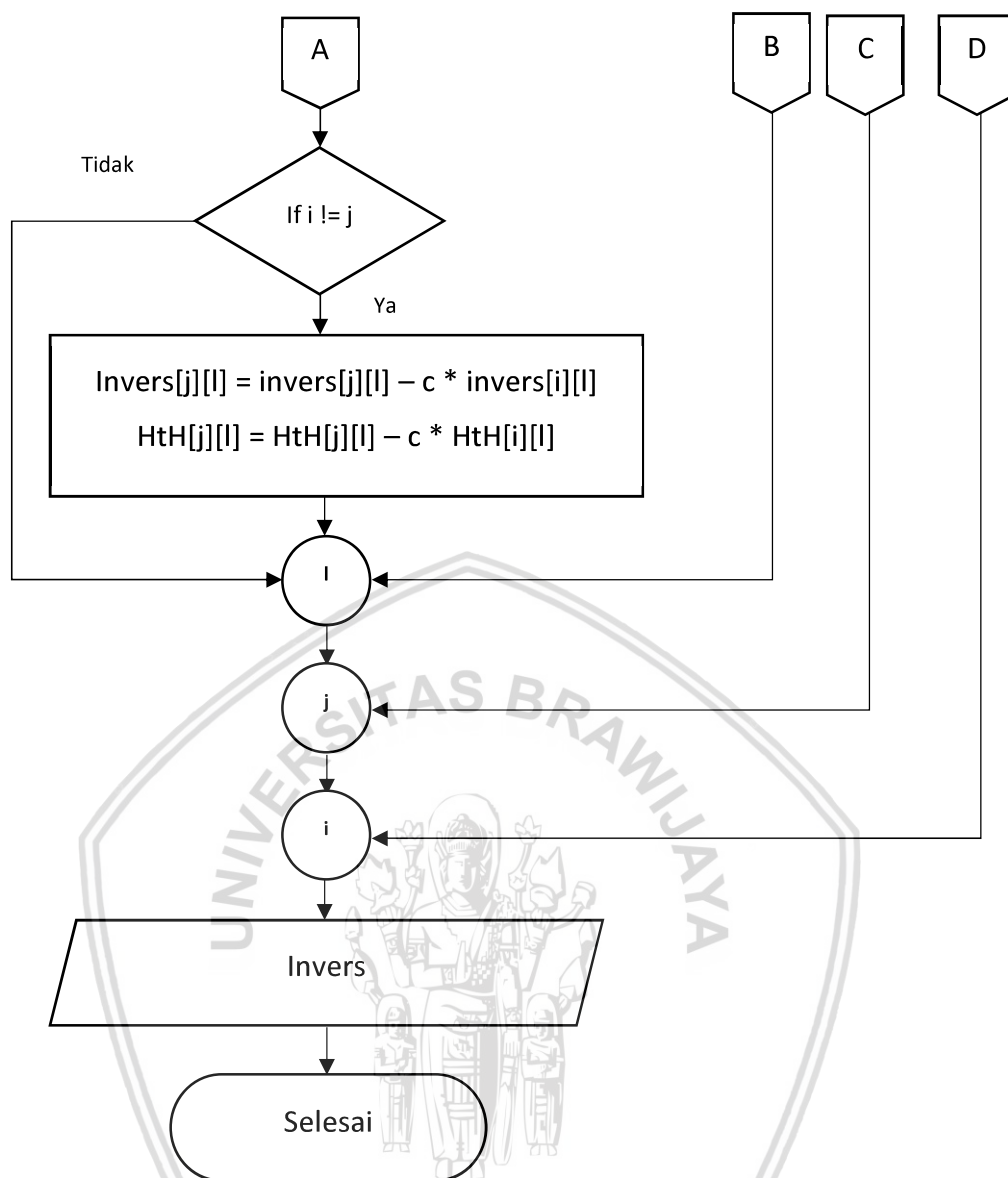 A
B
C
D
Tidak
If i != j
Ya
Invers[j][l] = invers[j][l] – c * invers[i][l]
HtH[j][l] = HtH[j][l] – c * HtH[i][l]
l
j
i
UNIVERSITAS BRAWIJAYA
Invers
Selesai